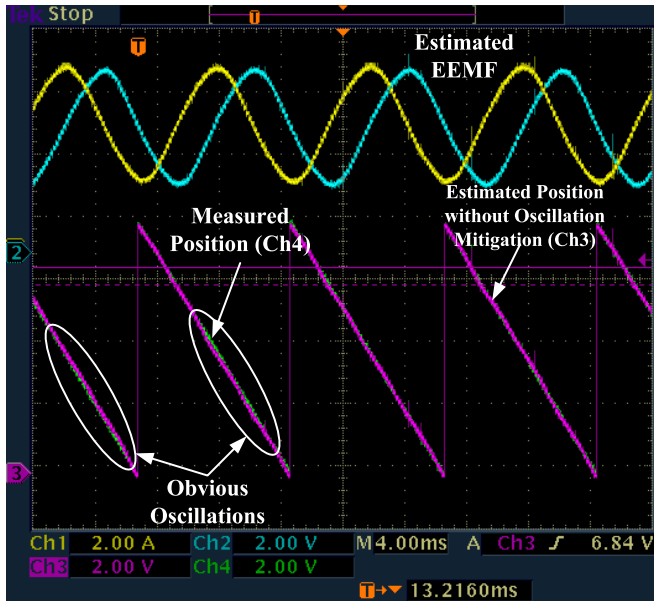 Tek Stop
T
T
Estimated
EEMF
Measured
Position (Ch4)
Estimated Position
without Oscillation
Mitigation (Ch3)
2
3
Obvious
Oscillations
Ch1 2.00 A Ch2 2.00 V M 4.00ms A Ch3 6.84 V
Ch3 2.00 V Ch4 2.00 V
T 13.2160ms